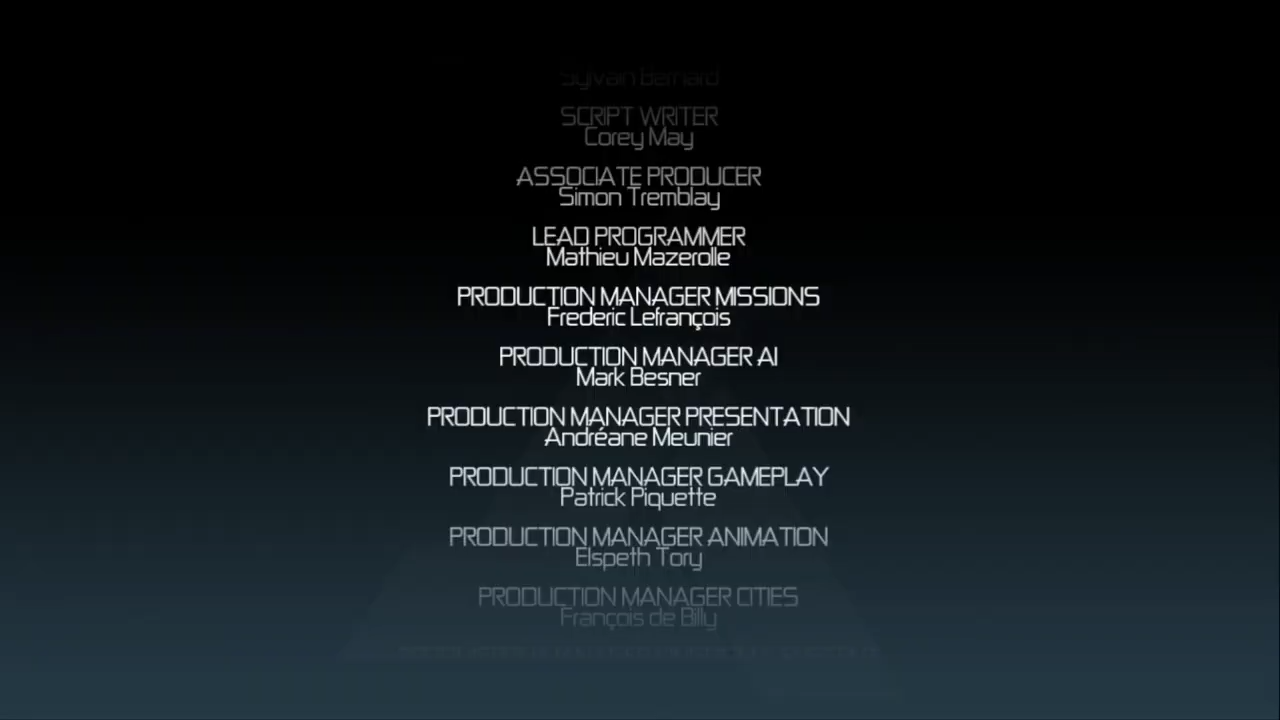 Sylvain Bernard
SCRIPT WRITER
Corey May
ASSOCIATE PRODUCER
Simon Tremblay
LEAD PROGRAMMER
Mathieu Mazerolle
PRODUCTION MANAGER MISSIONS
Frederic Lefrançois
PRODUCTION MANAGER AI
Mark Besner
PRODUCTION MANAGER PRESENTATION
Andréane Meunier
PRODUCTION MANAGER GAMEPLAY
Patrick Piquette
PRODUCTION MANAGER ANIMATION
Elspeth Tory
PRODUCTION MANAGER CITIES
François de Billy